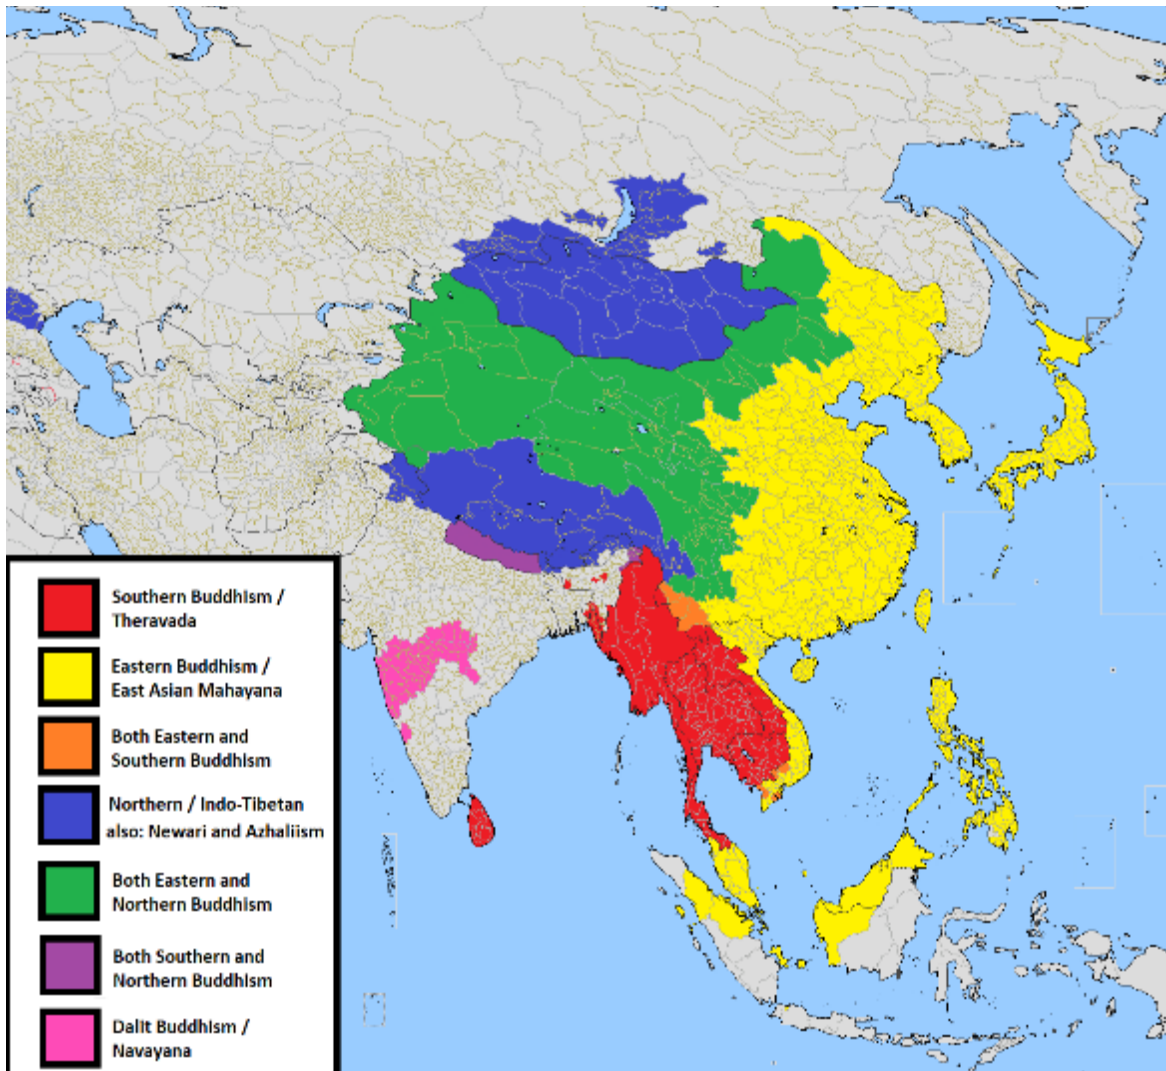 Southern Buddhism /
Theravada
Eastern Buddhism /
East Asian Mahayana
Both Eastern and
Southern Buddhism
Northern / Indo-Tibetan
also: Newari and Azhaliism
Both Eastern and
Northern Buddhism
Both Southern and
Northern Buddhism
Dalit Buddhism /
Navayana